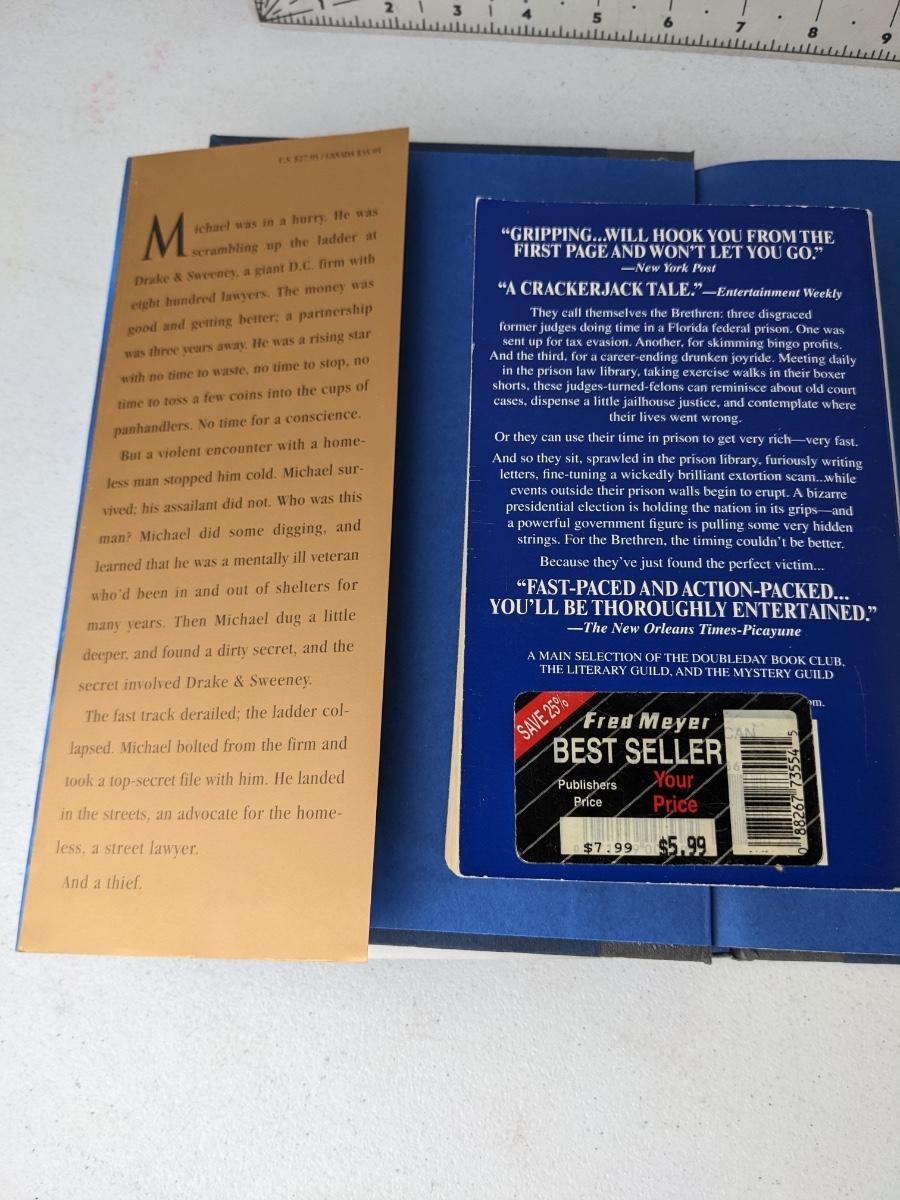 1 2 3 4 5 6 7 8 9
U.S. $27.95 / CANADA $35.95
Michael was in a hurry. He was
scrambling up the ladder at
Drake & Sweeney, a giant D.C. firm with
eight hundred lawyers. The money was
good and getting better; a partnership
was three years away. He was a rising star
with no time to waste, no time to stop, no
time to toss a few coins into the cups of
panhandlers. No time for a conscience.
But a violent encounter with a home-
less man stopped him cold. Michael sur-
vived; his assailant did not. Who was this
man? Michael did some digging, and
learned that he was a mentally ill veteran
who'd been in and out of shelters for
many years. Then Michael dug a little
deeper, and found a dirty secret, and the
secret involved Drake & Sweeney.
The fast track derailed; the ladder col-
lapsed. Michael bolted from the firm and
took a top-secret file with him. He landed
in the streets, an advocate for the home-
less, a street lawyer.
And a thief.
“GRIPPING...WILL HOOK YOU FROM THE
FIRST PAGE AND WON'T LET YOU GO.”
—New York Post
“A CRACKERJACK TALE.”—Entertainment Weekly
They call themselves the Brethren: three disgraced
former judges doing time in a Florida federal prison. One was
sent up for tax evasion. Another, for skimming bingo profits.
And the third, for a career-ending drunken joyride. Meeting daily
in the prison law library, taking exercise walks in their boxer
shorts, these judges-turned-felons can reminisce about old court
cases, dispense a little jailhouse justice, and contemplate where
their lives went wrong.
Or they can use their time in prison to get very rich—very fast.
And so they sit, sprawled in the prison library, furiously writing
letters, fine-tuning a wickedly brilliant extortion scam...while
events outside their prison walls begin to erupt. A bizarre
presidential election is holding the nation in its grips—and
a powerful government figure is pulling some very hidden
strings. For the Brethren, the timing couldn't be better.
Because they've just found the perfect victim...
“FAST-PACED AND ACTION-PACKED...
YOU'LL BE THOROUGHLY ENTERTAINED.”
—The New Orleans Times-Picayune
A MAIN SELECTION OF THE DOUBLEDAY BOOK CLUB,
THE LITERARY GUILD, AND THE MYSTERY GUILD
om.
SAVE 25%
Fred Meyer
BEST SELLER
Publishers
Price
Your
Price
$7.99 $5.99
CAN
0 88267 73554 5